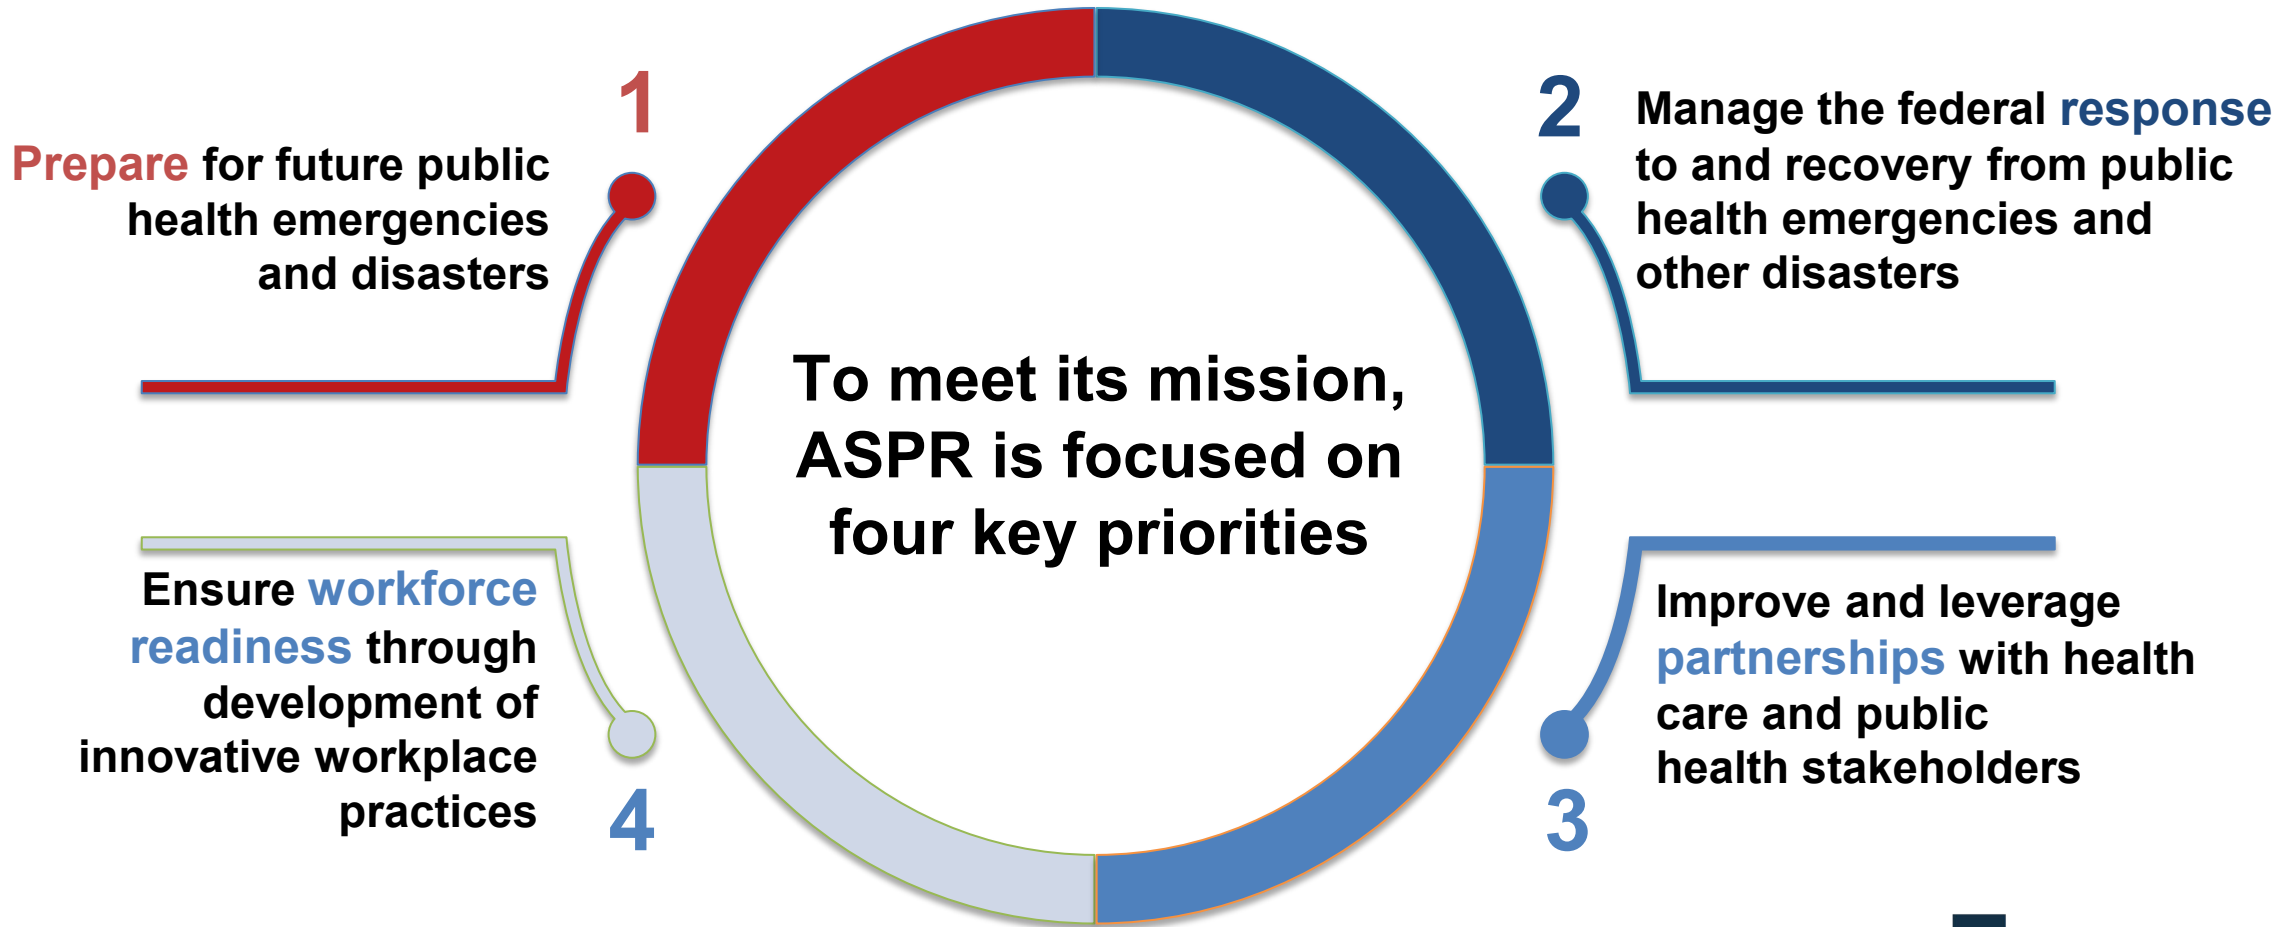 1
Prepare for future public
health emergencies
and disasters
2
Manage the federal response
to and recovery from public
health emergencies and
other disasters
To meet its mission,
ASPR is focused on
four key priorities
Improve and leverage
partnerships with health
care and public
health stakeholders
3
Ensure workforce
readiness through
development of
innovative workplace
practices
4